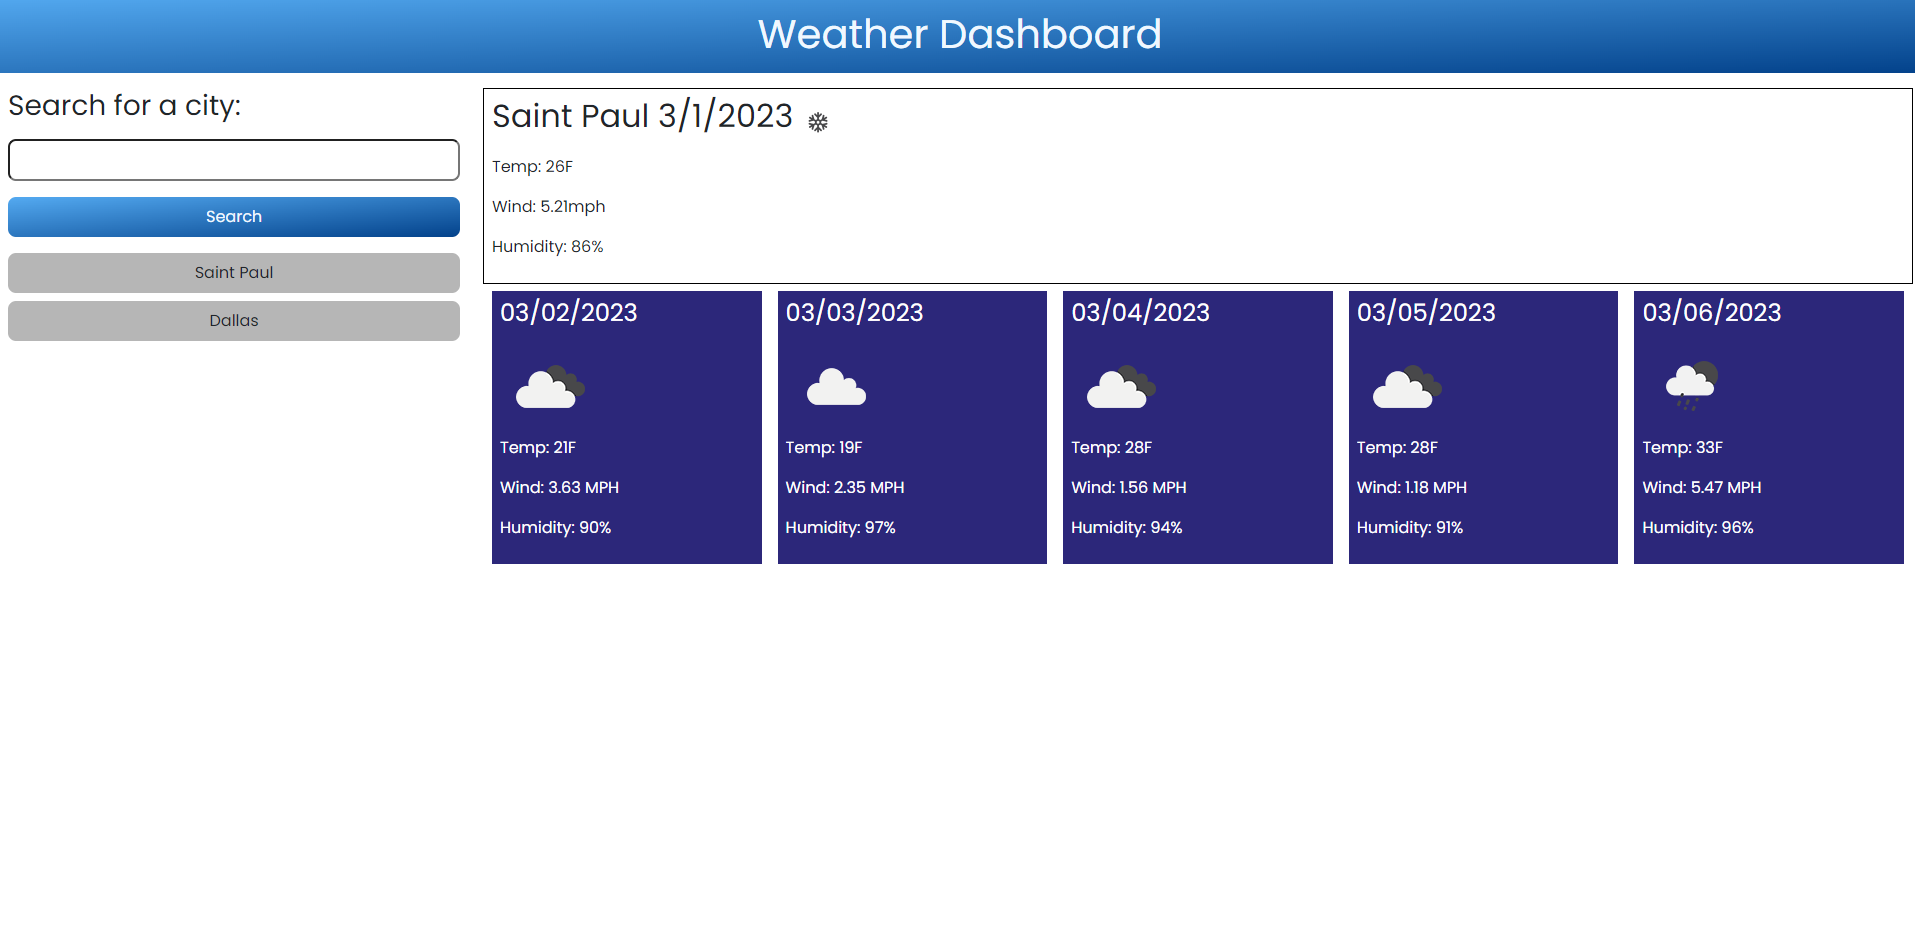 Weather Dashboard
Search for a city:
Search
Saint Paul
Dallas
Saint Paul 3/1/2023
Temp: 26F
Wind: 5.21mph
Humidity: 86%
03/02/2023
Temp: 21F
Wind: 3.63 MPH
Humidity: 90%
03/03/2023
Temp: 19F
Wind: 2.35 MPH
Humidity: 97%
03/04/2023
Temp: 28F
Wind: 1.56 MPH
Humidity: 94%
03/05/2023
Temp: 28F
Wind: 1.18 MPH
Humidity: 91%
03/06/2023
Temp: 33F
Wind: 5.47 MPH
Humidity: 96%